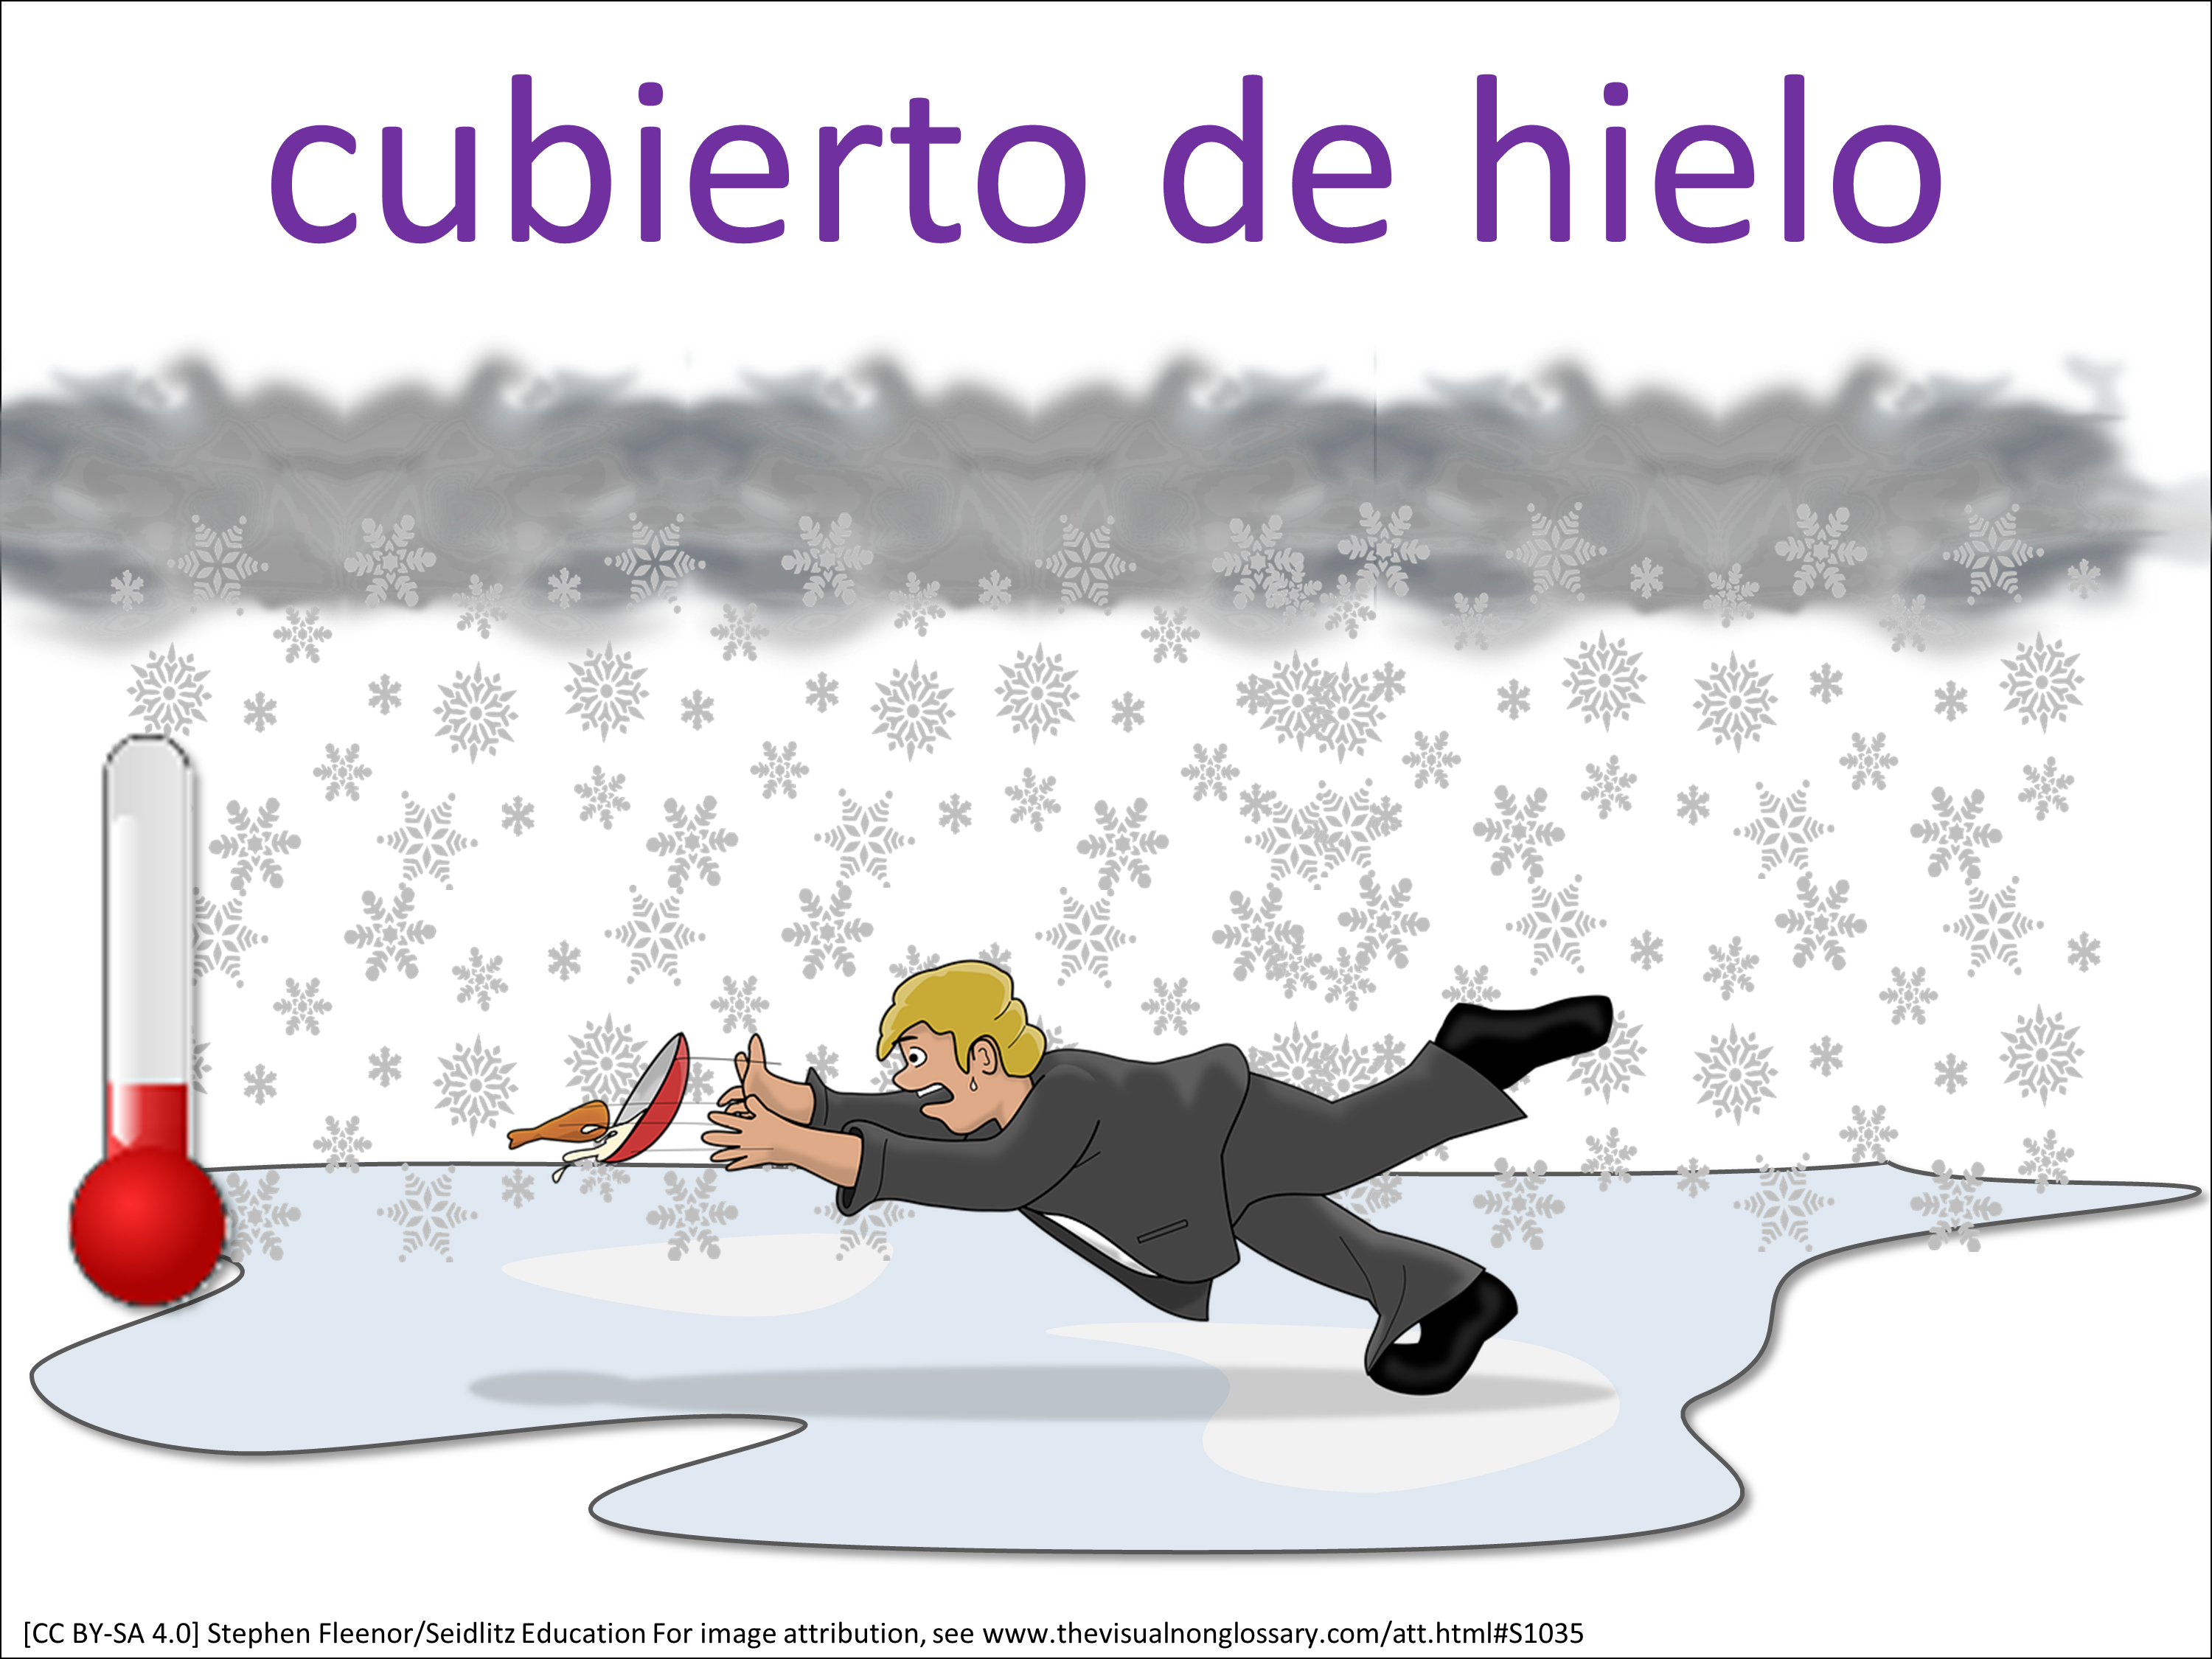 cubierto de hielo
[CC BY-SA 4.0] Stephen Fleenor/Seidlitz Education For image attribution, see www.thevisualnonglossary.com/att.html#S1035